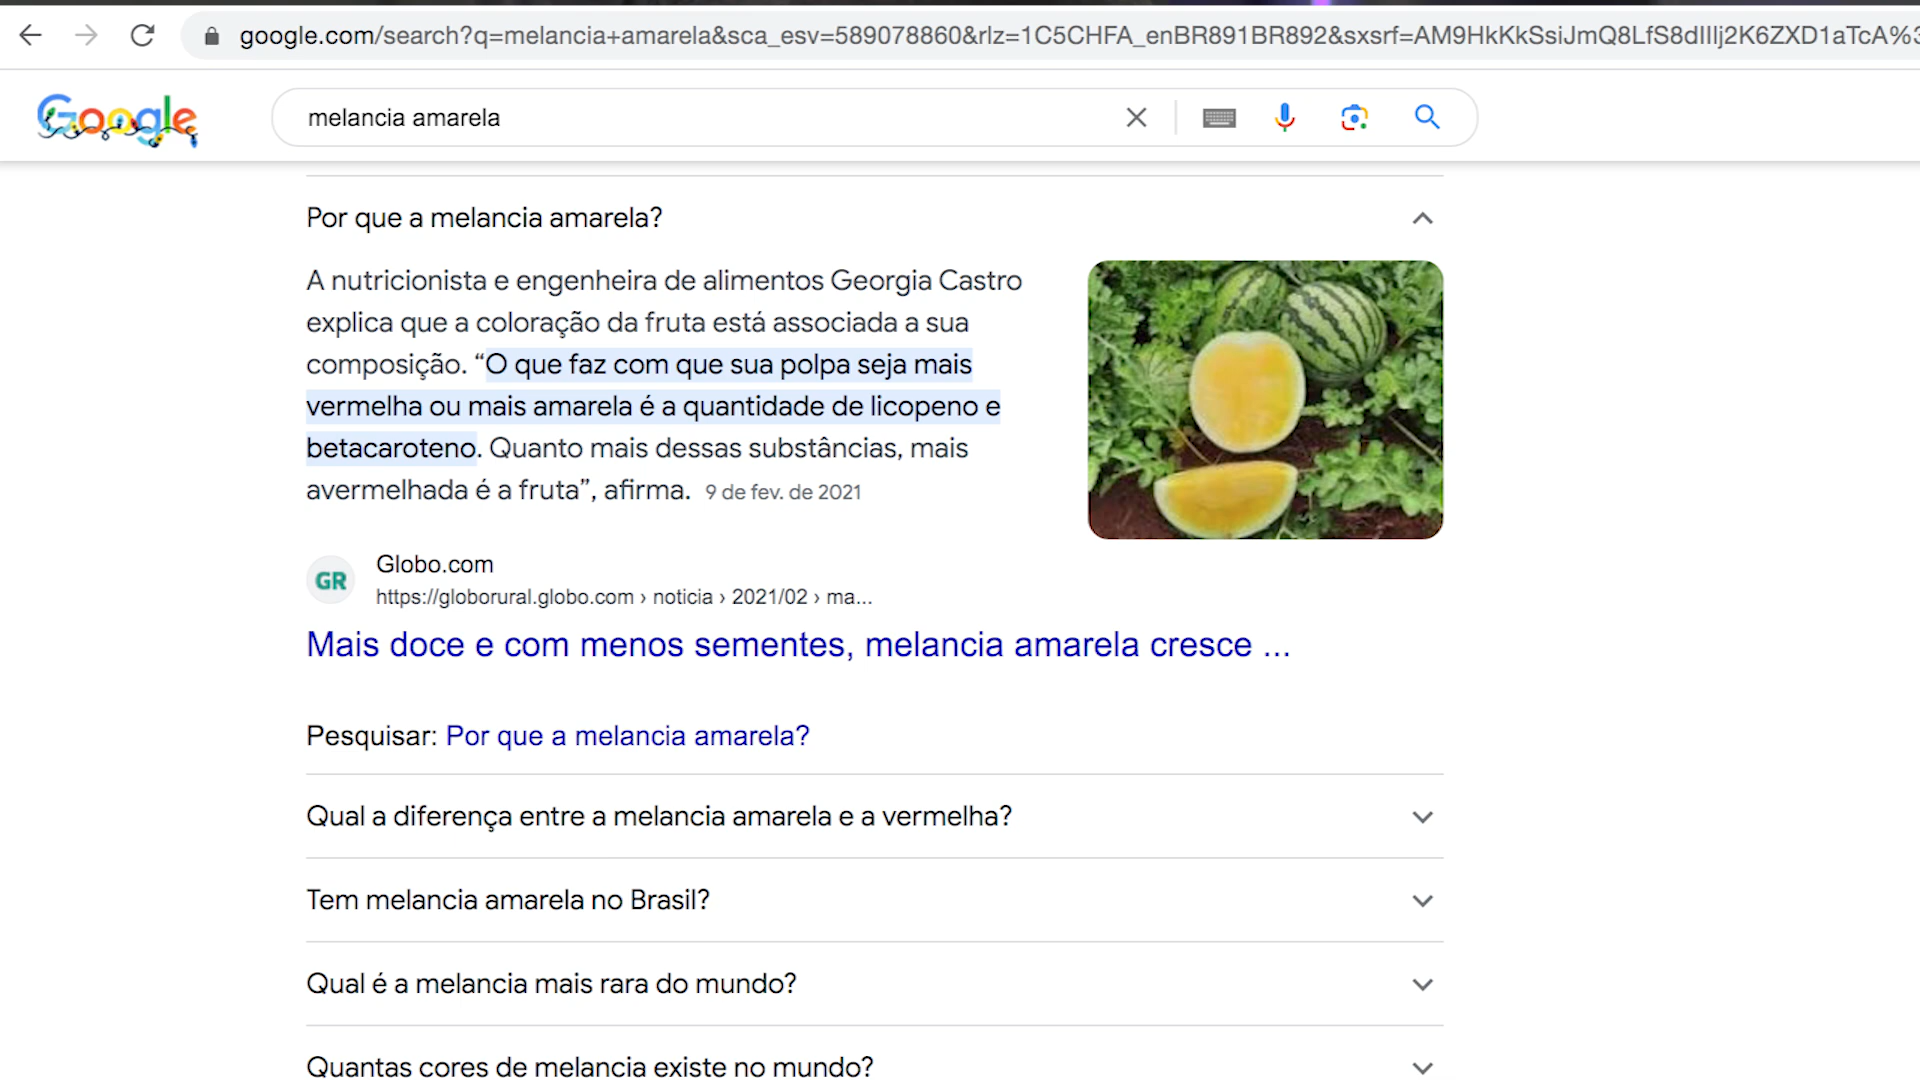 google.com/search?q=melancia+amarela&sca_esv=589078860&rlz=1C5CHFA_enBR891BR892&sxsrf=AM9HkKkSsiJmQ8LfS8dIIIj2K6ZXD1aTcA%3
Google
melancia amarela
Por que a melancia amarela?
A nutricionista e engenheira de alimentos Georgia Castro
explica que a coloração da fruta está associada a sua
composição. “O que faz com que sua polpa seja mais
vermelha ou mais amarela é a quantidade de licopeno e
betacaroteno. Quanto mais dessas substâncias, mais
avermelhada é a fruta”, afirma. 9 de fev. de 2021
GR
Globo.com
https://globorural.globo.com › noticia › 2021/02 › ma...
Mais doce e com menos sementes, melancia amarela cresce ...
Pesquisar: Por que a melancia amarela?
Qual a diferença entre a melancia amarela e a vermelha?
Tem melancia amarela no Brasil?
Qual é a melancia mais rara do mundo?
Quantas cores de melancia existe no mundo?